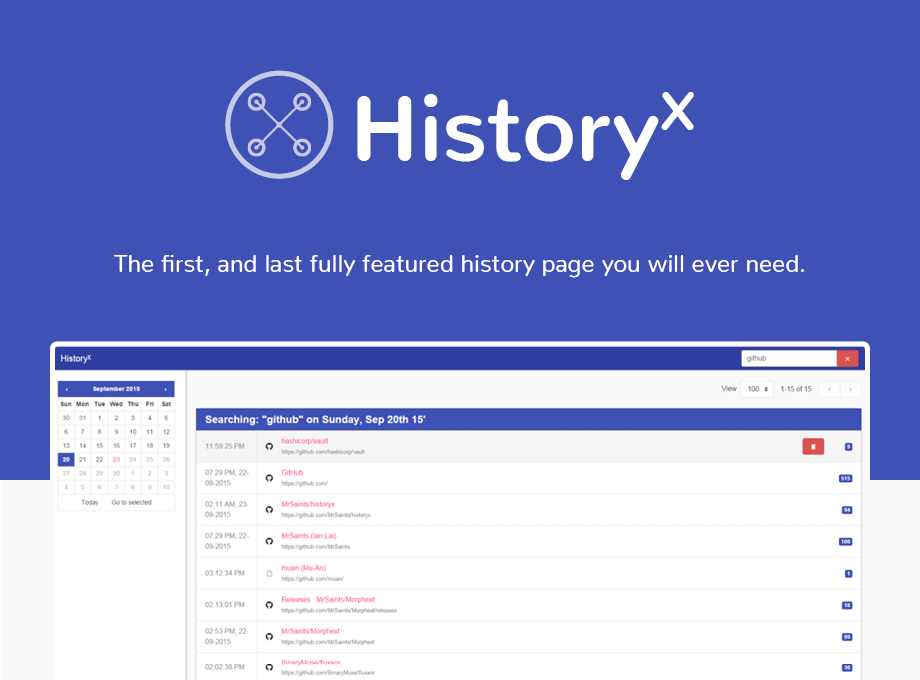 Historyx
The first, and last fully featured history page you will ever need.
Historyx
github ×
View 100 1-15 of 15 < >
‹ September 2015 ›
Sun Mon Tue Wed Thu Fri Sat
30 31 1 2 3 4 5
6 7 8 9 10 11 12
13 14 15 16 17 18 19
20 21 22 23 24 25 26
27 28 29 30 1 2 3
4 5 6 7 8 9 10
Today Go to selected
Searching: "github" on Sunday, Sep 20th 15'
11:59:25 PM hashicorp/vault 9
https://github.com/hashicorp/vault
07:29 PM, 22- GitHub 515
09-2015 https://github.com/
02:11 AM, 23- MrSaints/historyx 94
09-2015 https://github.com/MrSaints/historyx
07:29 PM, 22- MrSaints (Ian Lai) 100
09-2015 https://github.com/MrSaints
03:12:34 PM muan (Mu-An) 1
https://github.com/muan/
02:13:01 PM Releases · MrSaints/Morphext 18
https://github.com/MrSaints/Morphext/releases
02:53 PM, 22- MrSaints/Morphext 99
09-2015 https://github.com/MrSaints/Morphext
02:02:38 PM BinaryMuse/fluxxor 30
https://github.com/BinaryMuse/fluxxor